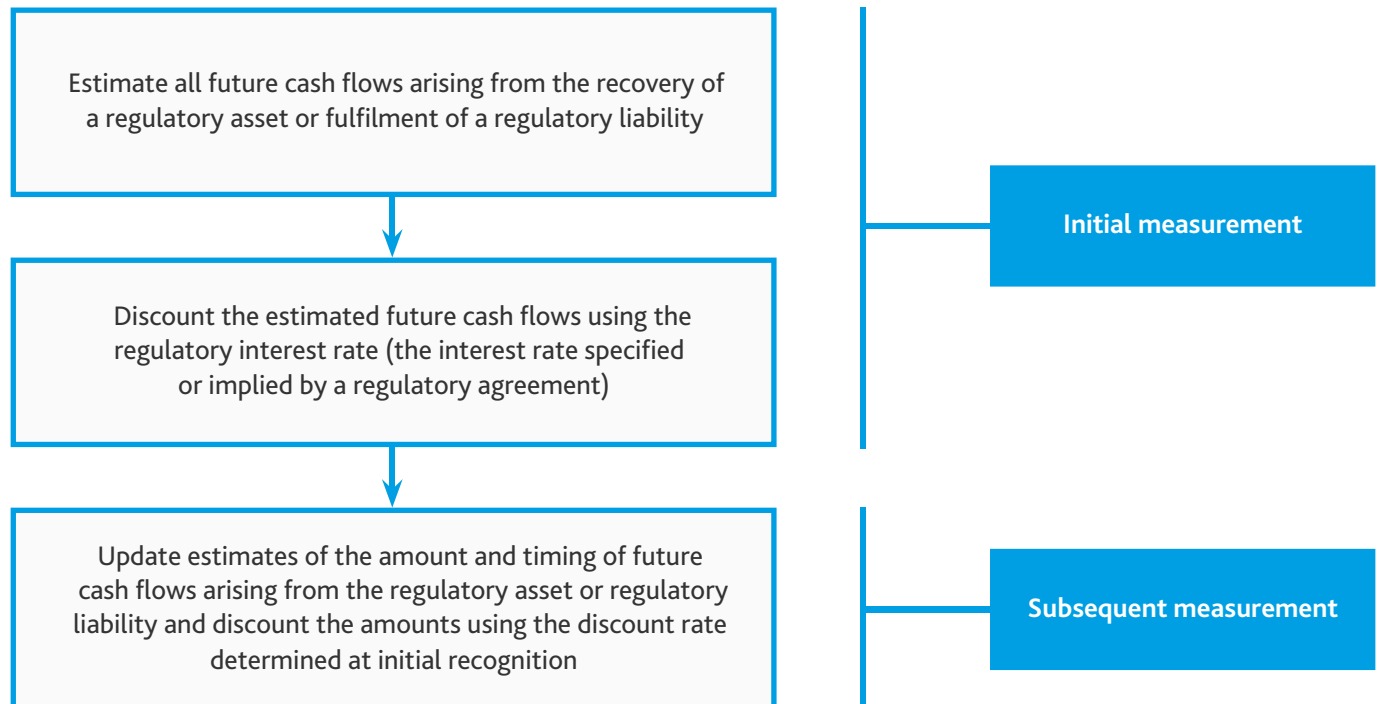 Estimate all future cash flows arising from the recovery of
a regulatory asset or fulfilment of a regulatory liability
Initial measurement
Discount the estimated future cash flows using the
regulatory interest rate (the interest rate specified
or implied by a regulatory agreement)
Update estimates of the amount and timing of future
cash flows arising from the regulatory asset or regulatory
liability and discount the amounts using the discount rate
determined at initial recognition
Subsequent measurement